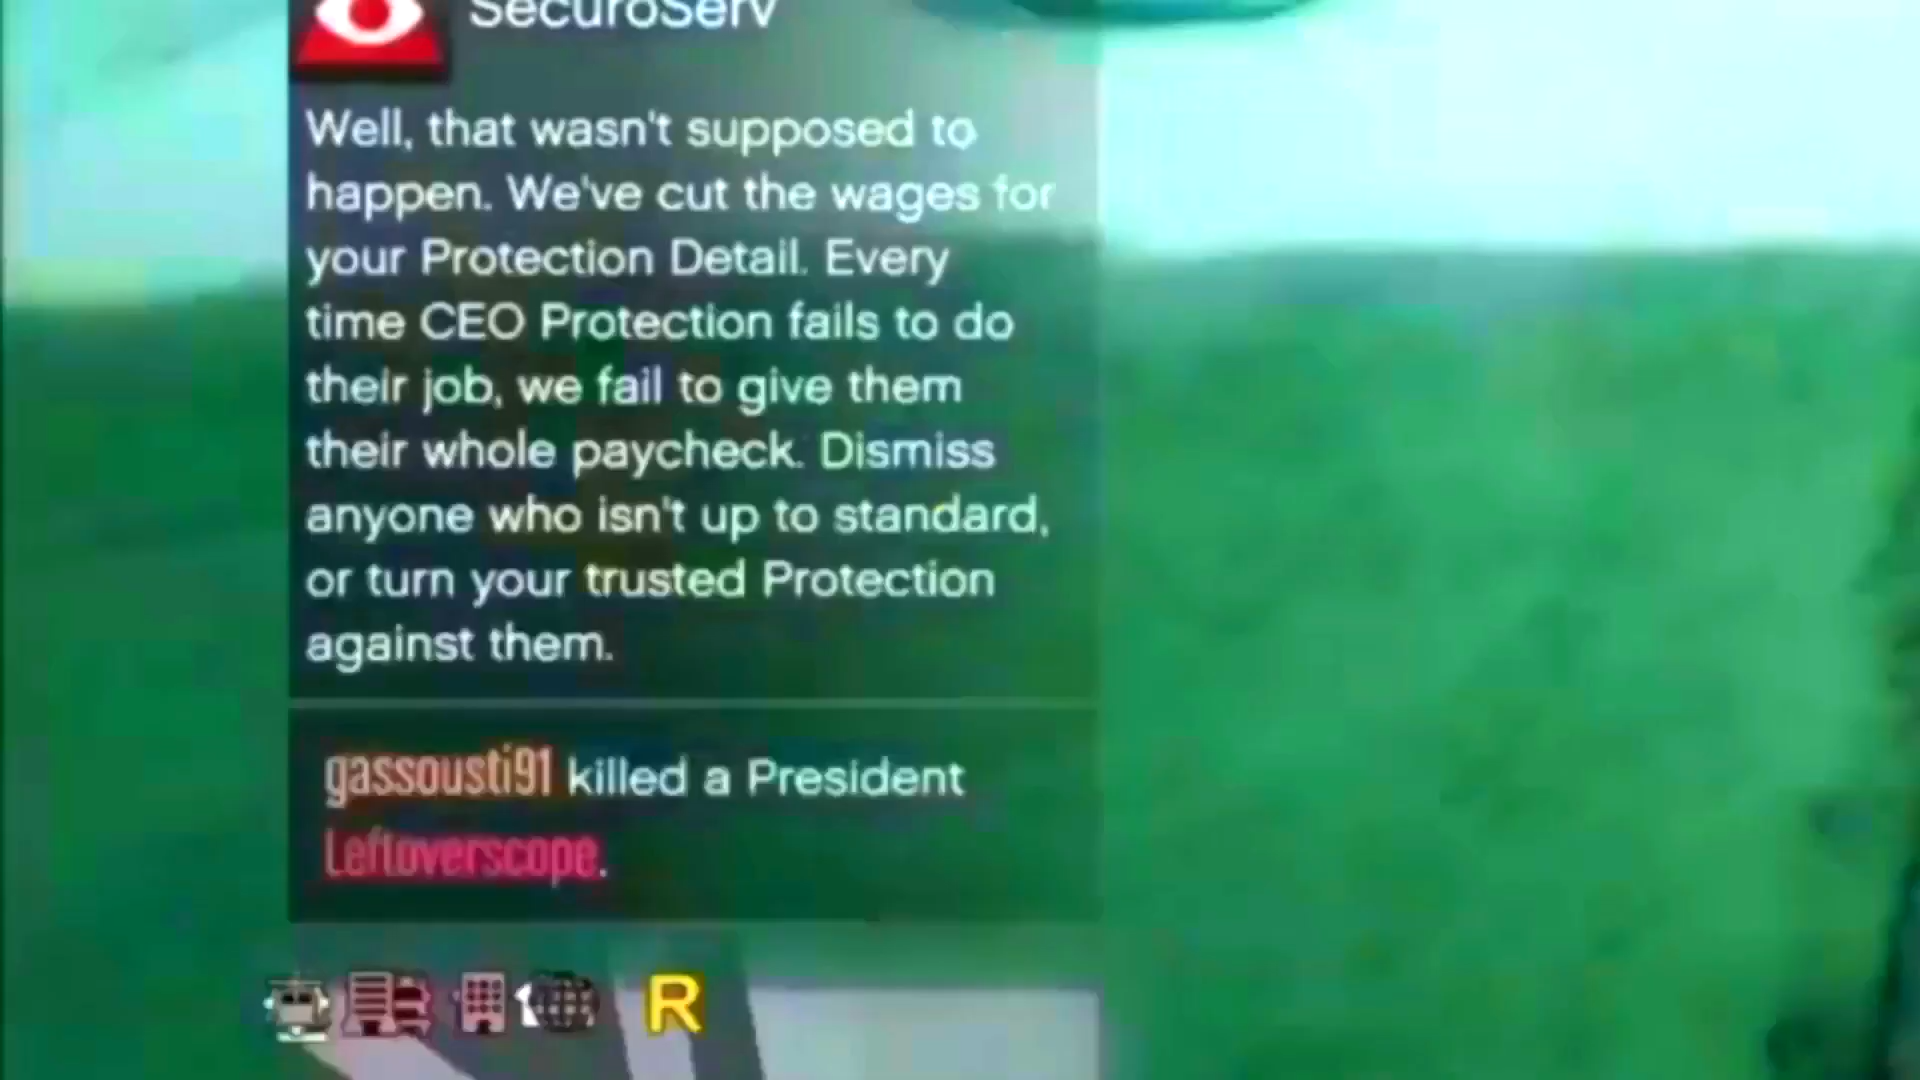 SecuroServ
Well, that wasn't supposed to
happen. We've cut the wages for
your Protection Detail. Every
time CEO Protection fails to do
their job, we fail to give them
their whole paycheck. Dismiss
anyone who isn't up to standard,
or turn your trusted Protection
against them.
gassousti91 killed a President
Leftoverscope.
R